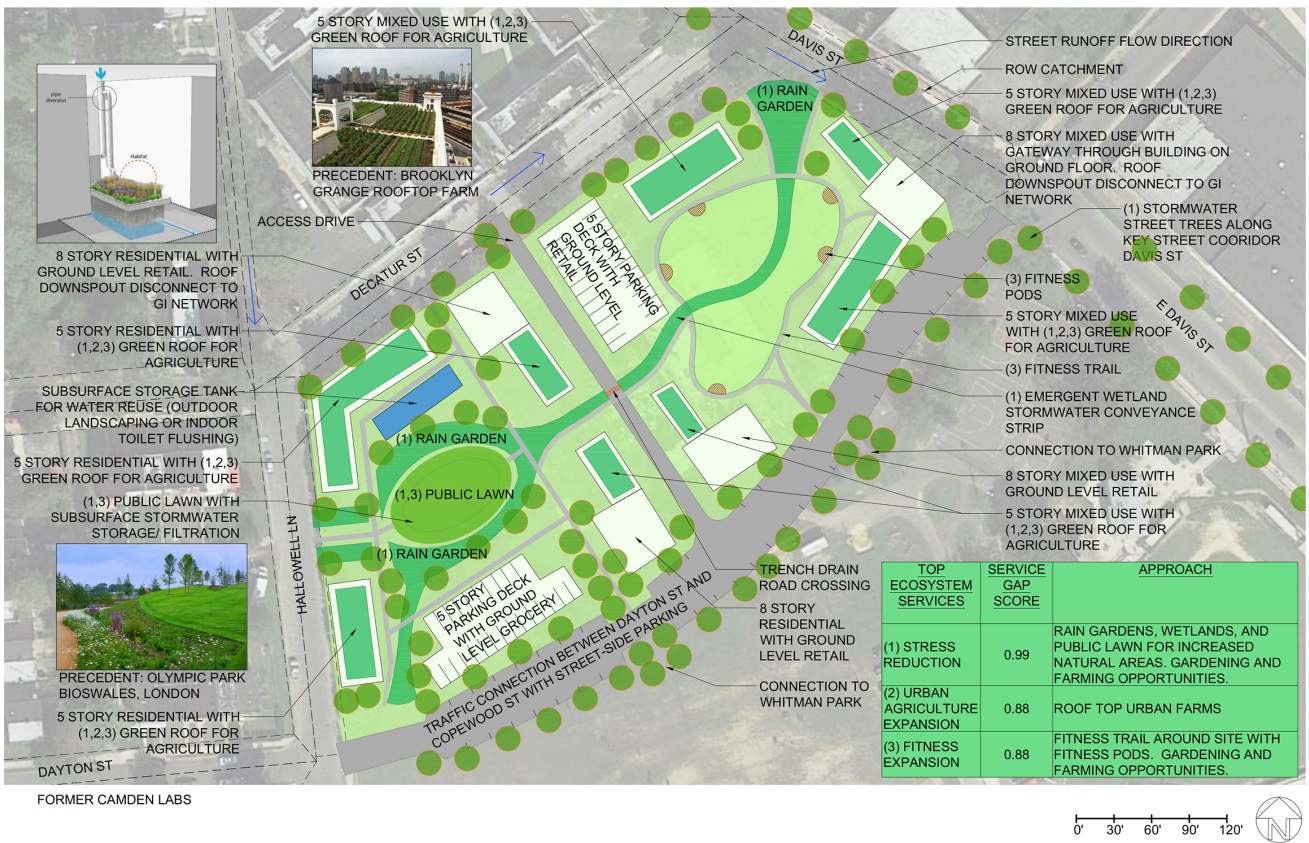 5 STORY MIXED USE WITH (1,2,3)
GREEN ROOF FOR AGRICULTURE
pipe
diversion
Habitat
PRECEDENT: BROOKLYN
GRANGE ROOFTOP FARM
ACCESS DRIVE
DECATUR ST
8 STORY RESIDENTIAL WITH
GROUND LEVEL RETAIL. ROOF
DOWNSPOUT DISCONNECT TO
GI NETWORK
5 STORY RESIDENTIAL WITH
(1,2,3) GREEN ROOF FOR
AGRICULTURE
SUBSURFACE STORAGE TANK
FOR WATER REUSE (OUTDOOR
LANDSCAPING OR INDOOR
TOILET FLUSHING)
5 STORY RESIDENTIAL WITH (1,2,3)
GREEN ROOF FOR AGRICULTURE
(1,3) PUBLIC LAWN WITH
SUBSURFACE STORMWATER
STORAGE/ FILTRATION
PRECEDENT: OLYMPIC PARK
BIOSWALES, LONDON
5 STORY RESIDENTIAL WITH
(1,2,3) GREEN ROOF FOR
AGRICULTURE
DAYTON ST
HALLOWELL LN
(1) RAIN
GARDEN
5 STORY PARKING
DECK WITH
GROUND LEVEL
RETAIL
(1) RAIN GARDEN
(1,3) PUBLIC LAWN
(1) RAIN GARDEN
5 STORY
PARKING DECK
WITH GROUND
LEVEL GROCERY
TRAFFIC CONNECTION BETWEEN DAYTON ST AND
COPEWOOD ST WITH STREET-SIDE PARKING
DAVIS ST
STREET RUNOFF FLOW DIRECTION
ROW CATCHMENT
5 STORY MIXED USE WITH (1,2,3)
GREEN ROOF FOR AGRICULTURE
8 STORY MIXED USE WITH
GATEWAY THROUGH BUILDING ON
GROUND FLOOR. ROOF
DOWNSPOUT DISCONNECT TO GI
NETWORK
(1) STORMWATER
STREET TREES ALONG
KEY STREET COORIDOR
DAVIS ST
(3) FITNESS
PODS
E DAVIS ST
5 STORY MIXED USE
WITH (1,2,3) GREEN ROOF
FOR AGRICULTURE
(3) FITNESS TRAIL
(1) EMERGENT WETLAND
STORMWATER CONVEYANCE
STRIP
CONNECTION TO WHITMAN PARK
8 STORY MIXED USE WITH
GROUND LEVEL RETAIL
5 STORY MIXED USE WITH
(1,2,3) GREEN ROOF FOR
AGRICULTURE
TRENCH DRAIN
ROAD CROSSING
8 STORY
RESIDENTIAL
WITH GROUND
LEVEL RETAIL
CONNECTION TO
WHITMAN PARK
TOP
ECOSYSTEM
SERVICES
SERVICE
GAP
SCORE
APPROACH
(1) STRESS
REDUCTION
0.99
RAIN GARDENS, WETLANDS, AND
PUBLIC LAWN FOR INCREASED
NATURAL AREAS. GARDENING AND
FARMING OPPORTUNITIES.
(2) URBAN
AGRICULTURE
EXPANSION
0.88
ROOF TOP URBAN FARMS
(3) FITNESS
EXPANSION
0.88
FITNESS TRAIL AROUND SITE WITH
FITNESS PODS. GARDENING AND
FARMING OPPORTUNITIES.
FORMER CAMDEN LABS
0' 30' 60' 90' 120'
N